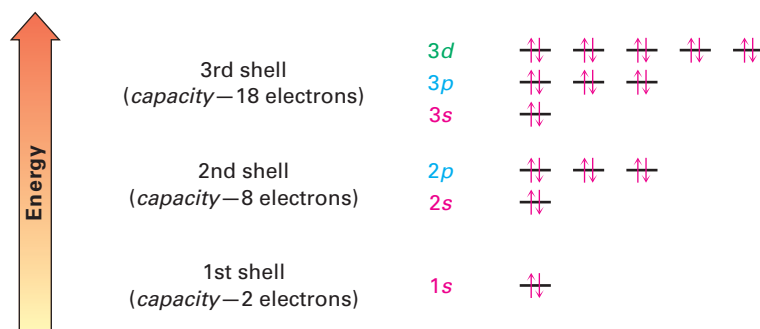 Energy
3rd shell
(capacity—18 electrons)
3d
3p
3s
2nd shell
(capacity—8 electrons)
2p
2s
1st shell
(capacity—2 electrons)
1s